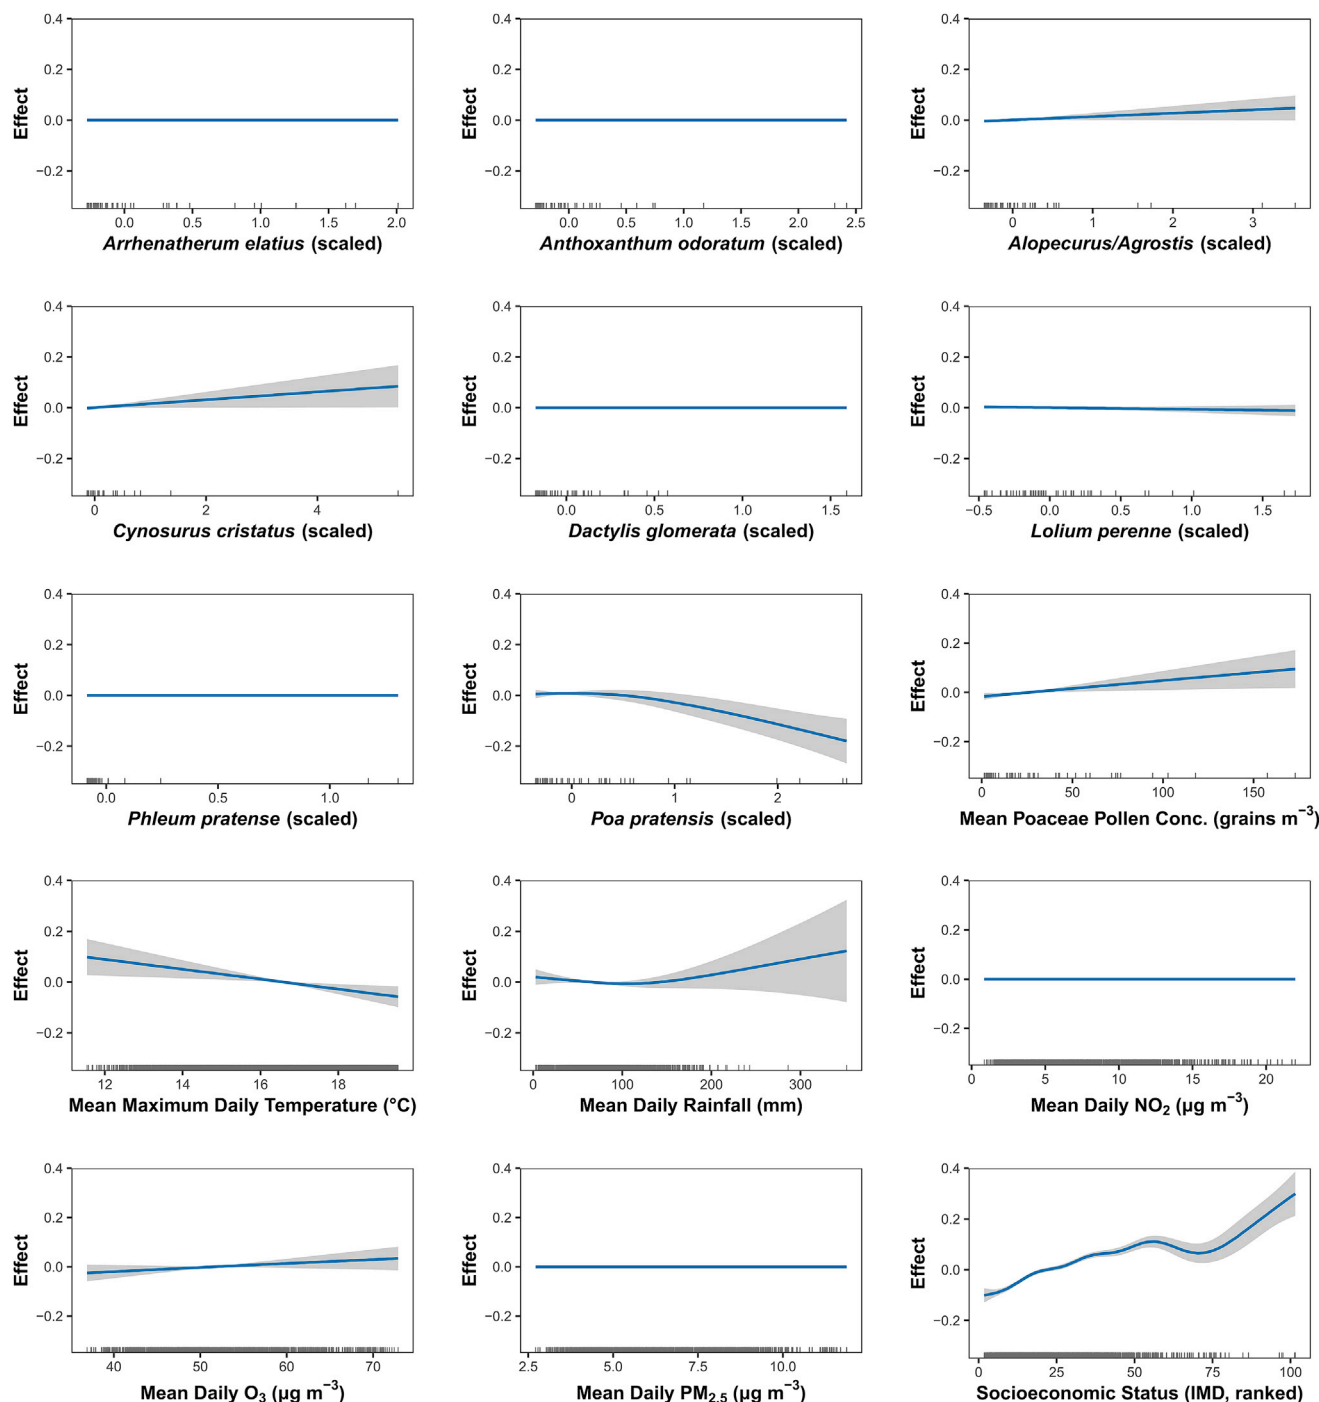 0.4
0.2
0.0
−0.2
Effect
0.0 0.5 1.0 1.5 2.0
Arrhenatherum elatius (scaled)
0.4
0.2
0.0
−0.2
Effect
0.0 0.5 1.0 1.5 2.0 2.5
Anthoxanthum odoratum (scaled)
0.4
0.2
0.0
−0.2
Effect
0 1 2 3
Alopecurus/Agrostis (scaled)
0.4
0.2
0.0
−0.2
Effect
0 2 4
Cynosurus cristatus (scaled)
0.4
0.2
0.0
−0.2
Effect
0.0 0.5 1.0 1.5
Dactylis glomerata (scaled)
0.4
0.2
0.0
−0.2
Effect
−0.5 0.0 0.5 1.0 1.5
Lolium perenne (scaled)
0.4
0.2
0.0
−0.2
Effect
0.0 0.5 1.0
Phleum pratense (scaled)
0.4
0.2
0.0
−0.2
Effect
0 1 2
Poa pratensis (scaled)
0.4
0.2
0.0
−0.2
Effect
0 50 100 150
Mean Poaceae Pollen Conc. (grains m⁻³)
0.4
0.2
0.0
−0.2
Effect
12 14 16 18
Mean Maximum Daily Temperature (°C)
0.4
0.2
0.0
−0.2
Effect
0 100 200 300
Mean Daily Rainfall (mm)
0.4
0.2
0.0
−0.2
Effect
0 5 10 15 20
Mean Daily NO₂ (µg m⁻³)
0.4
0.2
0.0
−0.2
Effect
40 50 60 70
Mean Daily O₃ (µg m⁻³)
0.4
0.2
0.0
−0.2
Effect
2.5 5.0 7.5 10.0
Mean Daily PM₂.₅ (µg m⁻³)
0.4
0.2
0.0
−0.2
Effect
0 25 50 75 100
Socioeconomic Status (IMD, ranked)